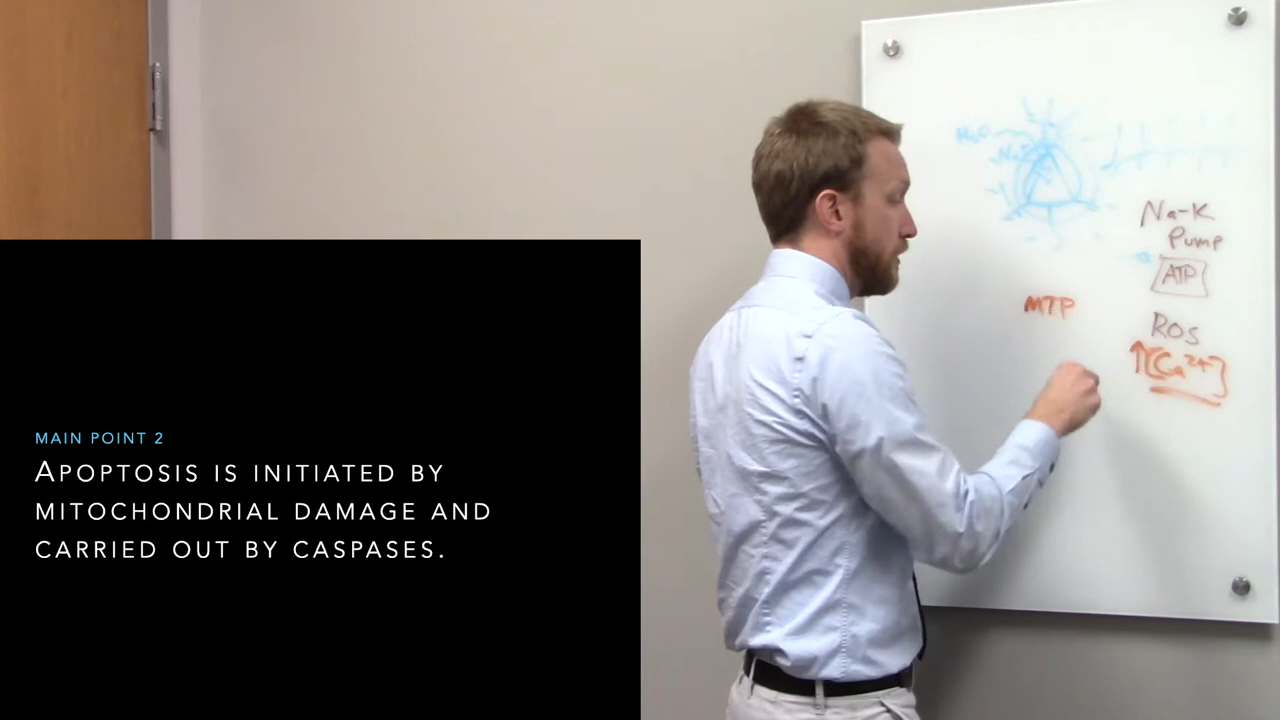 MAIN POINT 2
APOPTOSIS IS INITIATED BY
MITOCHONDRIAL DAMAGE AND
CARRIED OUT BY CASPASES.
Na-K
Pump
ATP
MTP
ROS
↑[Ca²⁺]